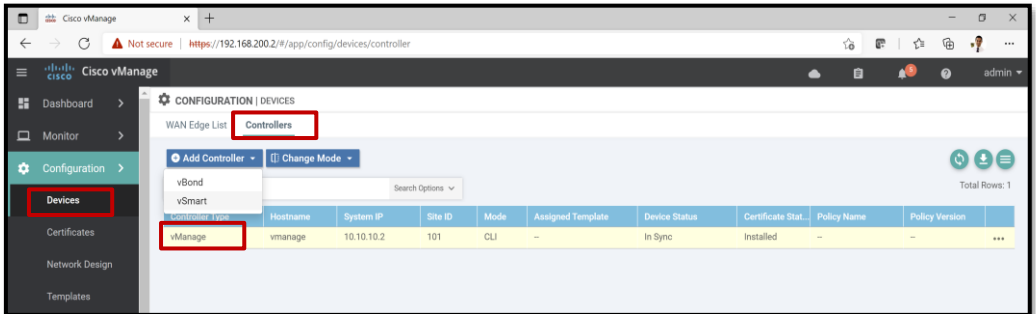 Cisco vManage
Not secure | https://192.168.200.2/#/app/config/devices/controller
cisco Cisco vManage
admin
Dashboard
Monitor
Configuration
Devices
Certificates
Network Design
Templates
CONFIGURATION | DEVICES
WAN Edge List Controllers
Add Controller Change Mode
vBond
vSmart
Search Options
Total Rows: 1
Controller Type Hostname System IP Site ID Mode Assigned Template Device Status Certificate Stat... Policy Name Policy Version
vManage vmanage 10.10.10.2 101 CLI -- In Sync Installed -- -- •••